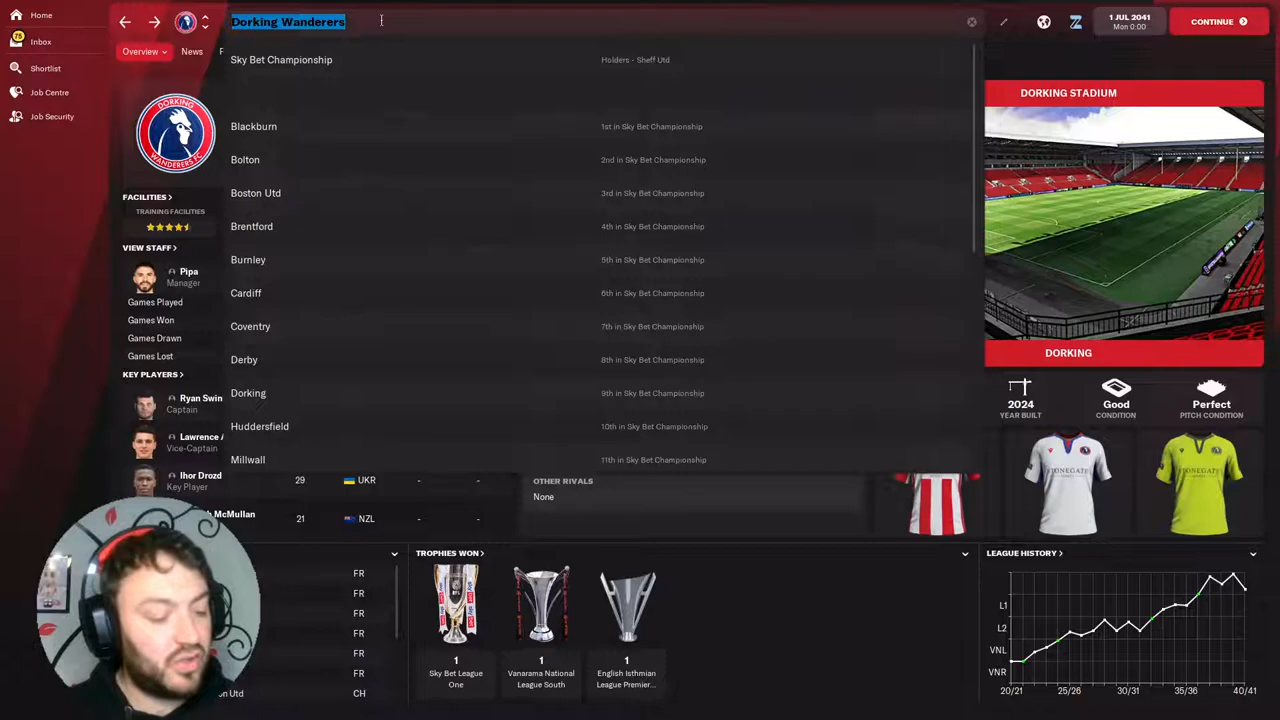 Home
75
Inbox
Shortlist
Job Centre
Job Security
Dorking Wanderers
1 JUL 2041
Mon 0:00
CONTINUE
Overview
News
F
Sky Bet Championship
Holders - Sheff Utd
Blackburn
1st in Sky Bet Championship
Bolton
2nd in Sky Bet Championship
Boston Utd
3rd in Sky Bet Championship
Brentford
4th in Sky Bet Championship
Burnley
5th in Sky Bet Championship
Cardiff
6th in Sky Bet Championship
Coventry
7th in Sky Bet Championship
Derby
8th in Sky Bet Championship
Dorking
9th in Sky Bet Championship
Huddersfield
10th in Sky Bet Championship
Millwall
11th in Sky Bet Championship
DORKING
WANDERERS FC
FACILITIES
TRAINING FACILITIES
VIEW STAFF
Pipa
Manager
Games Played
Games Won
Games Drawn
Games Lost
KEY PLAYERS
Ryan Swin
Captain
Lawrence A
Vice-Captain
Ihor Drozd
Key Player
29
UKR
- -
McMullan
21
NZL
- -
OTHER RIVALS
None
DORKING STADIUM
DORKING
2024
YEAR BUILT
Good
CONDITION
Perfect
PITCH CONDITION
STONEGATE
STONEGATE
FR
FR
FR
FR
FR
FR
on Utd
CH
TROPHIES WON
1
Sky Bet League
One
1
Vanarama National
League South
1
English Isthmian
League Premier...
LEAGUE HISTORY
L1
L2
VNL
VNR
20/21
25/26
30/31
35/36
40/41